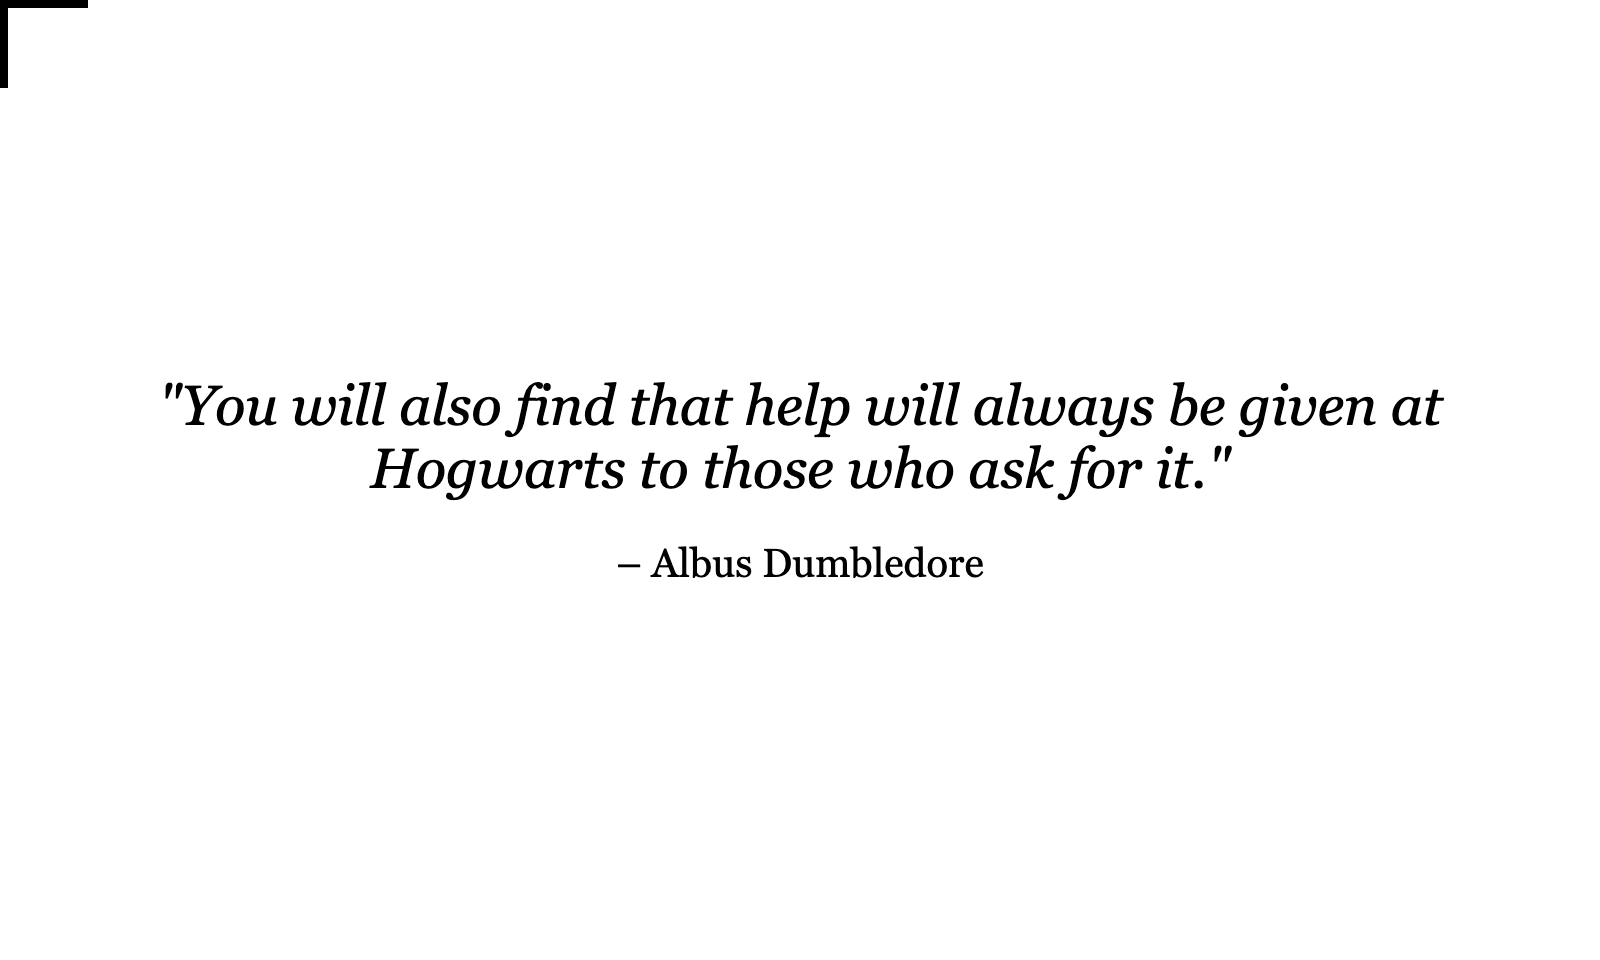 "You will also find that help will always be given at
Hogwarts to those who ask for it."
– Albus Dumbledore